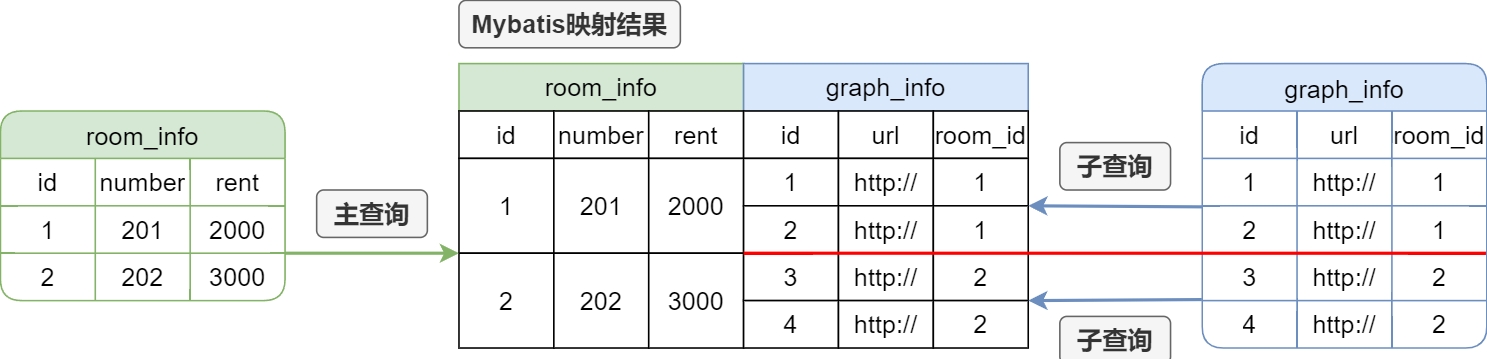 Mybatis映射结果
room_info
id number rent
1 201 2000
2 202 3000
主查询
room_info graph_info
id number rent id url room_id
1 201 2000 1 http:// 1
2 http:// 1
2 202 3000 3 http:// 2
4 http:// 2
子查询
子查询
graph_info
id url room_id
1 http:// 1
2 http:// 1
3 http:// 2
4 http:// 2